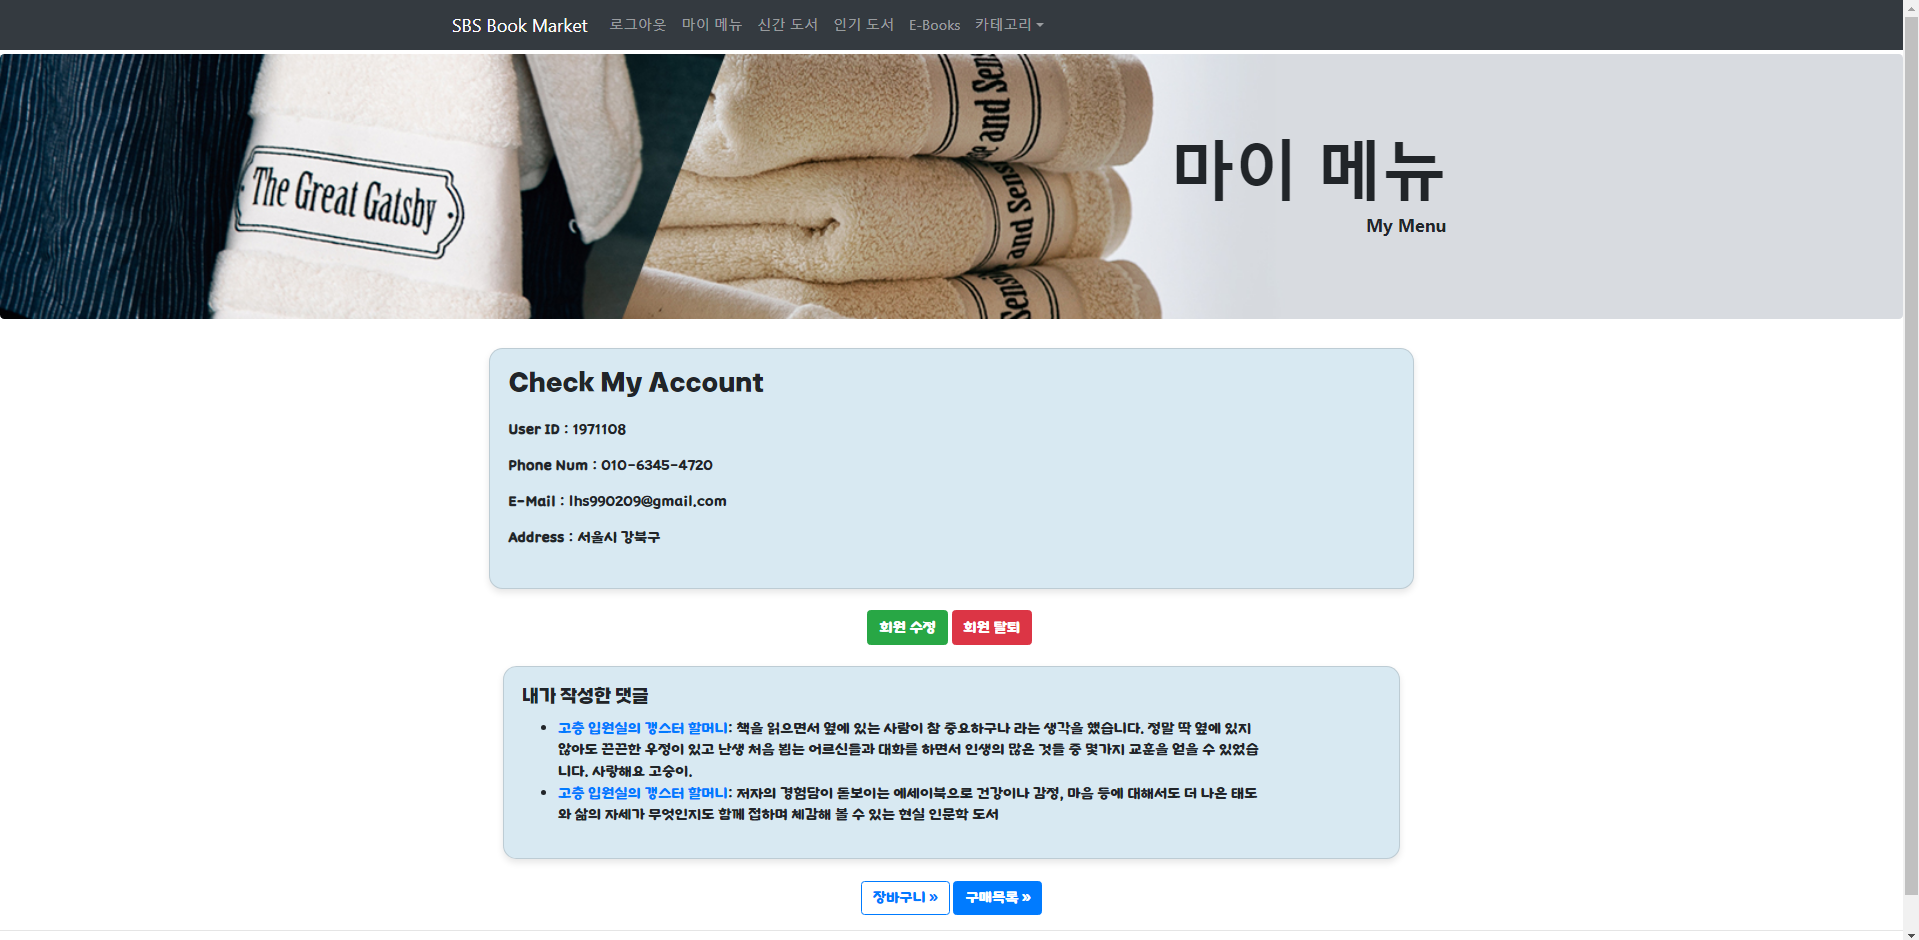 SBS Book Market 로그아웃 마이 메뉴 신간 도서 인기 도서 E-Books 카테고리
The Great Gatsby
e and Sens
Sense and
Sens
마이 메뉴
My Menu
Check My Account
User ID : 1971108
Phone Num : 010-6345-4720
E-Mail : lhs990209@gmail.com
Address : 서울시 강북구
회원 수정 회원 탈퇴
내가 작성한 댓글
고층 입원실의 갱스터 할머니: 책을 읽으면서 옆에 있는 사람이 참 중요하구나 라는 생각을 했습니다. 정말 딱 옆에 있지
않아도 끈끈한 우정이 있고 난생 처음 뵙는 어르신들과 대화를 하면서 인생의 많은 것들 중 몇가지 교훈을 얻을 수 있었습
니다. 사랑해요 고숭이.
고층 입원실의 갱스터 할머니: 저자의 경험담이 돋보이는 에세이북으로 건강이나 감정, 마음 등에 대해서도 더 나은 태도
와 삶의 자세가 무엇인지도 함께 접하며 체감해 볼 수 있는 현실 인문학 도서
장바구니 » 구매목록 »